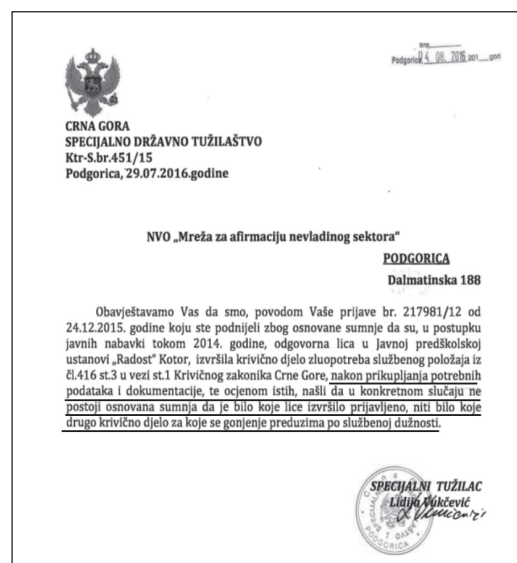 Podgorica 04. 08. 2016 201__god
CRNA GORA
SPECIJALNO DRŽAVNO TUŽILAŠTVO
Ktr-S.br.451/15
Podgorica, 29.07.2016.godine
NVO „Mreža za afirmaciju nevladinog sektora“
PODGORICA
Dalmatinska 188
Obavještavamo Vas da smo, povodom Vaše prijave br. 217981/12 od
24.12.2015. godine koju ste podnijeli zbog osnovane sumnje da su, u postupku
javnih nabavki tokom 2014. godine, odgovorna lica u Javnoj predškolskoj
ustanovi „Radost“ Kotor, izvršila krivično djelo zluopotreba službenog položaja iz
čl.416 st.3 u vezi st.1 Krivičnog zakonika Crne Gore, nakon prikupljanja potrebnih
podataka i dokumentacije, te ocjenom istih, našli da u konkretnom slučaju ne
postoji osnovana sumnja da je bilo koje lice izvršilo prijavljeno, niti bilo koje
drugo krivično djelo za koje se gonjenje preduzima po službenoj dužnosti.
SPECIJALNI TUŽILAC
Lidija Vukčević
PODGORICA